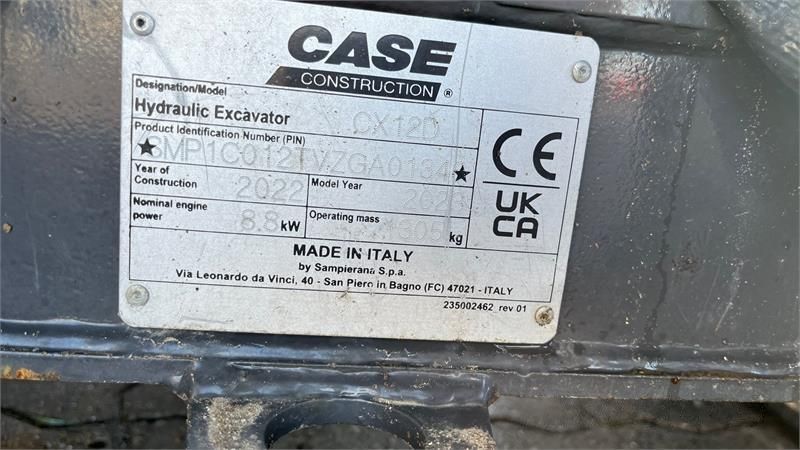 CASE
CONSTRUCTION ®
Designation/Model
Hydraulic Excavator CX12D
Product Identification Number (PIN)
Year of Construction 2022 Model Year
Nominal engine power 8.8 kW Operating mass kg
CE
UK
CA
MADE IN ITALY
by Sampierana S.p.a.
Via Leonardo da Vinci, 40 - San Piero in Bagno (FC) 47021 - ITALY
235002462_rev 01